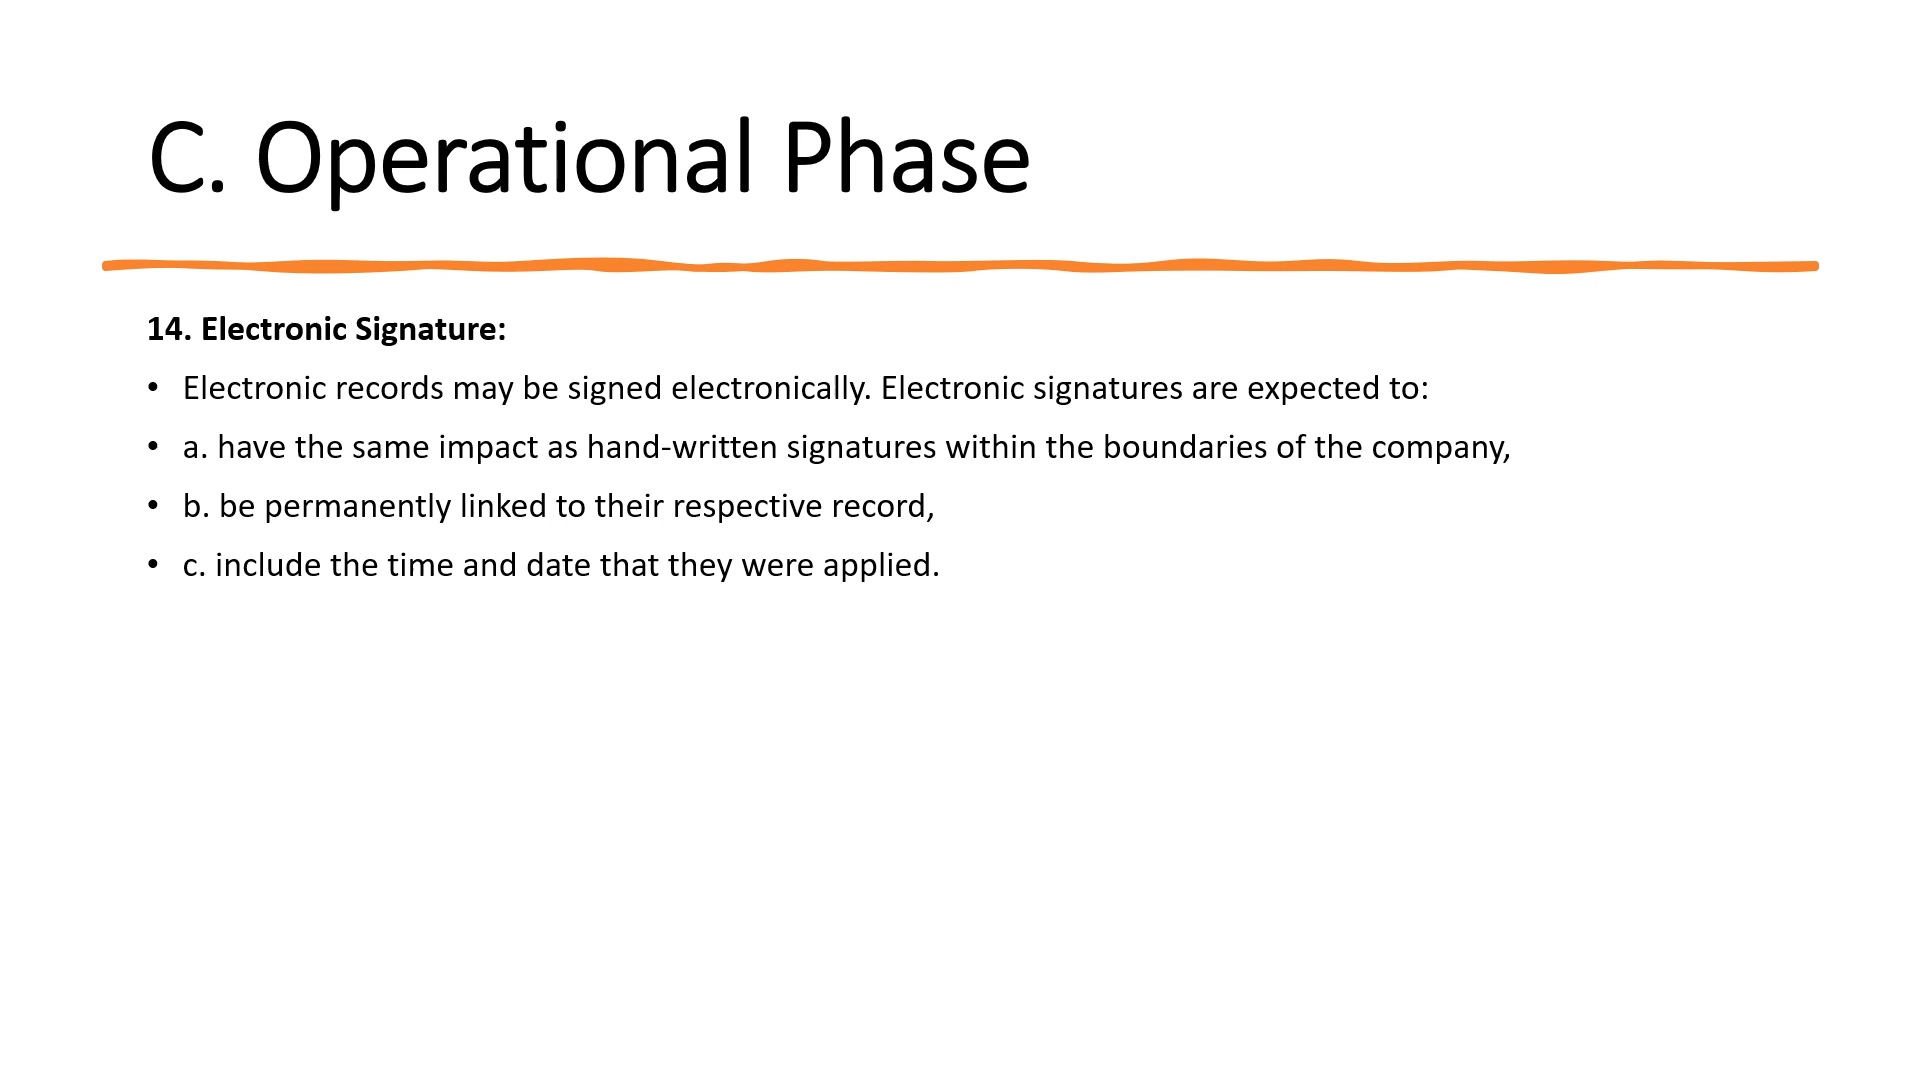 C. Operational Phase
14. Electronic Signature:
• Electronic records may be signed electronically. Electronic signatures are expected to:
• a. have the same impact as hand-written signatures within the boundaries of the company,
• b. be permanently linked to their respective record,
• c. include the time and date that they were applied.